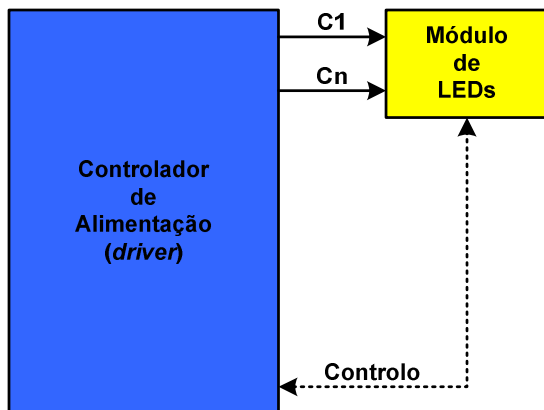 C1
Cn
Módulo
de
LEDs
Controlador
de
Alimentação
(driver)
Controlo